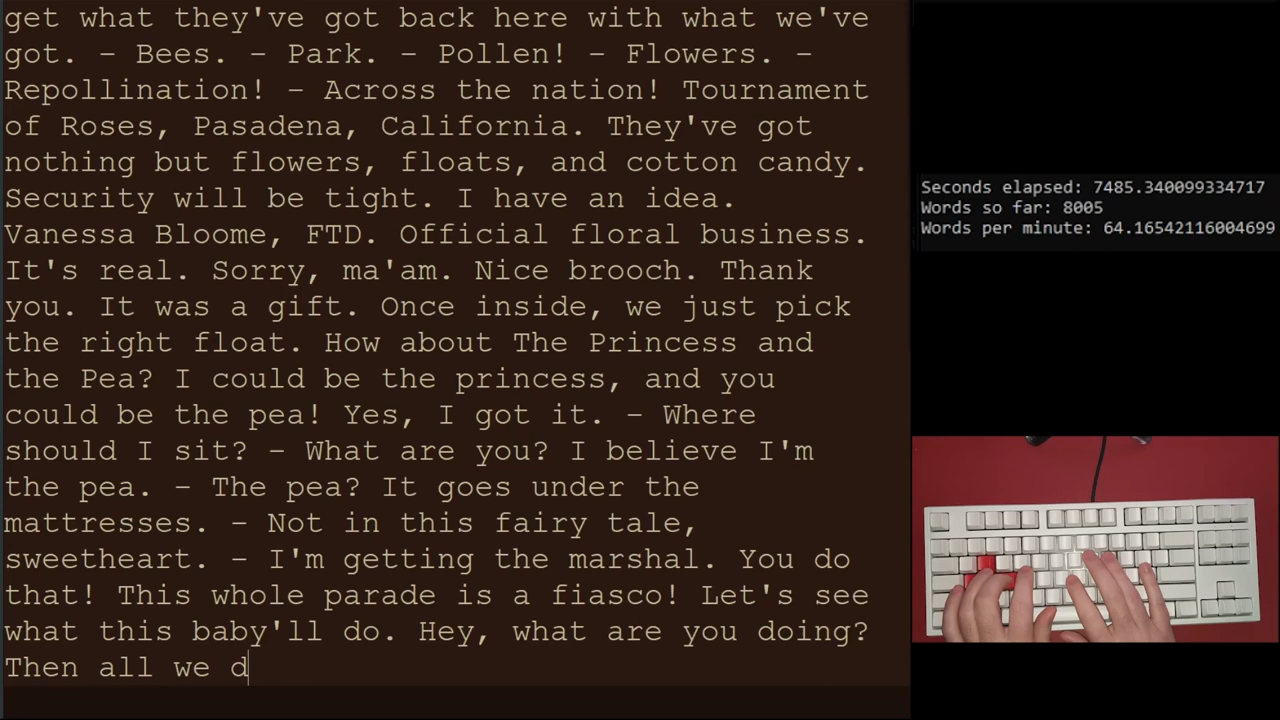 get what they've got back here with what we've
got. - Bees. - Park. - Pollen! - Flowers. -
Repollination! - Across the nation! Tournament
of Roses, Pasadena, California. They've got
nothing but flowers, floats, and cotton candy.
Security will be tight. I have an idea.
Vanessa Bloome, FTD. Official floral business.
It's real. Sorry, ma'am. Nice brooch. Thank
you. It was a gift. Once inside, we just pick
the right float. How about The Princess and
the Pea? I could be the princess, and you
could be the pea! Yes, I got it. - Where
should I sit? - What are you? I believe I'm
the pea. - The pea? It goes under the
mattresses. - Not in this fairy tale,
sweetheart. - I'm getting the marshal. You do
that! This whole parade is a fiasco! Let's see
what this baby'll do. Hey, what are you doing?
Then all we d
Seconds elapsed: 7485.340099334717
Words so far: 8005
Words per minute: 64.16542116004699